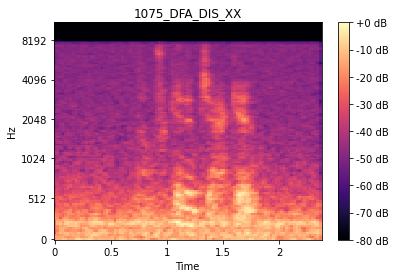 1075_DFA_DIS_XX
8192
4096
2048
1024
512
0
Hz
0
0.5
1
1.5
2
Time
+0 dB
-10 dB
-20 dB
-30 dB
-40 dB
-50 dB
-60 dB
-70 dB
-80 dB